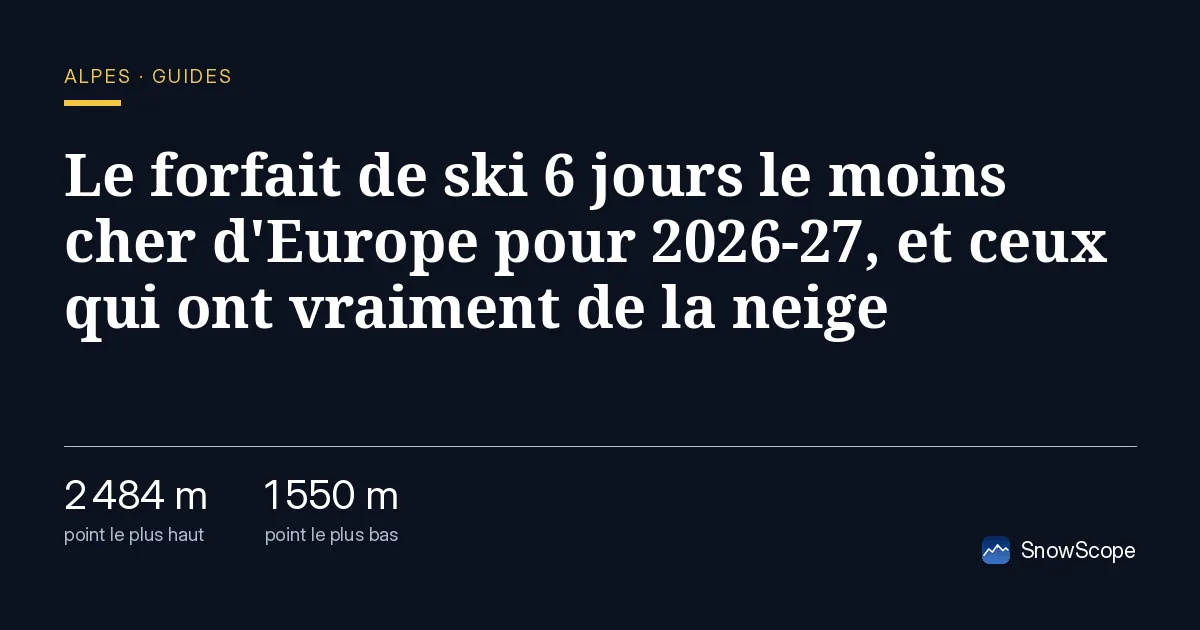 ALPES · GUIDES
Le forfait de ski 6 jours le moins
cher d'Europe pour 2026-27, et ceux
qui ont vraiment de la neige
2 484 m
1 550 m
point le plus haut
point le plus bas
SnowScope